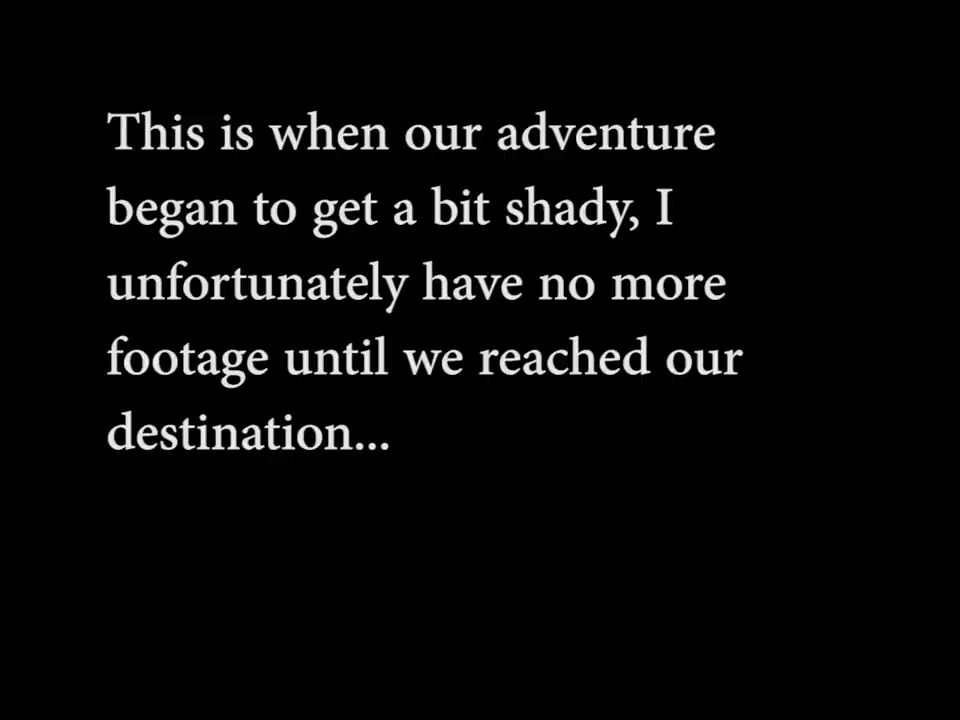 This is when our adventure
began to get a bit shady, I
unfortunately have no more
footage until we reached our
destination...